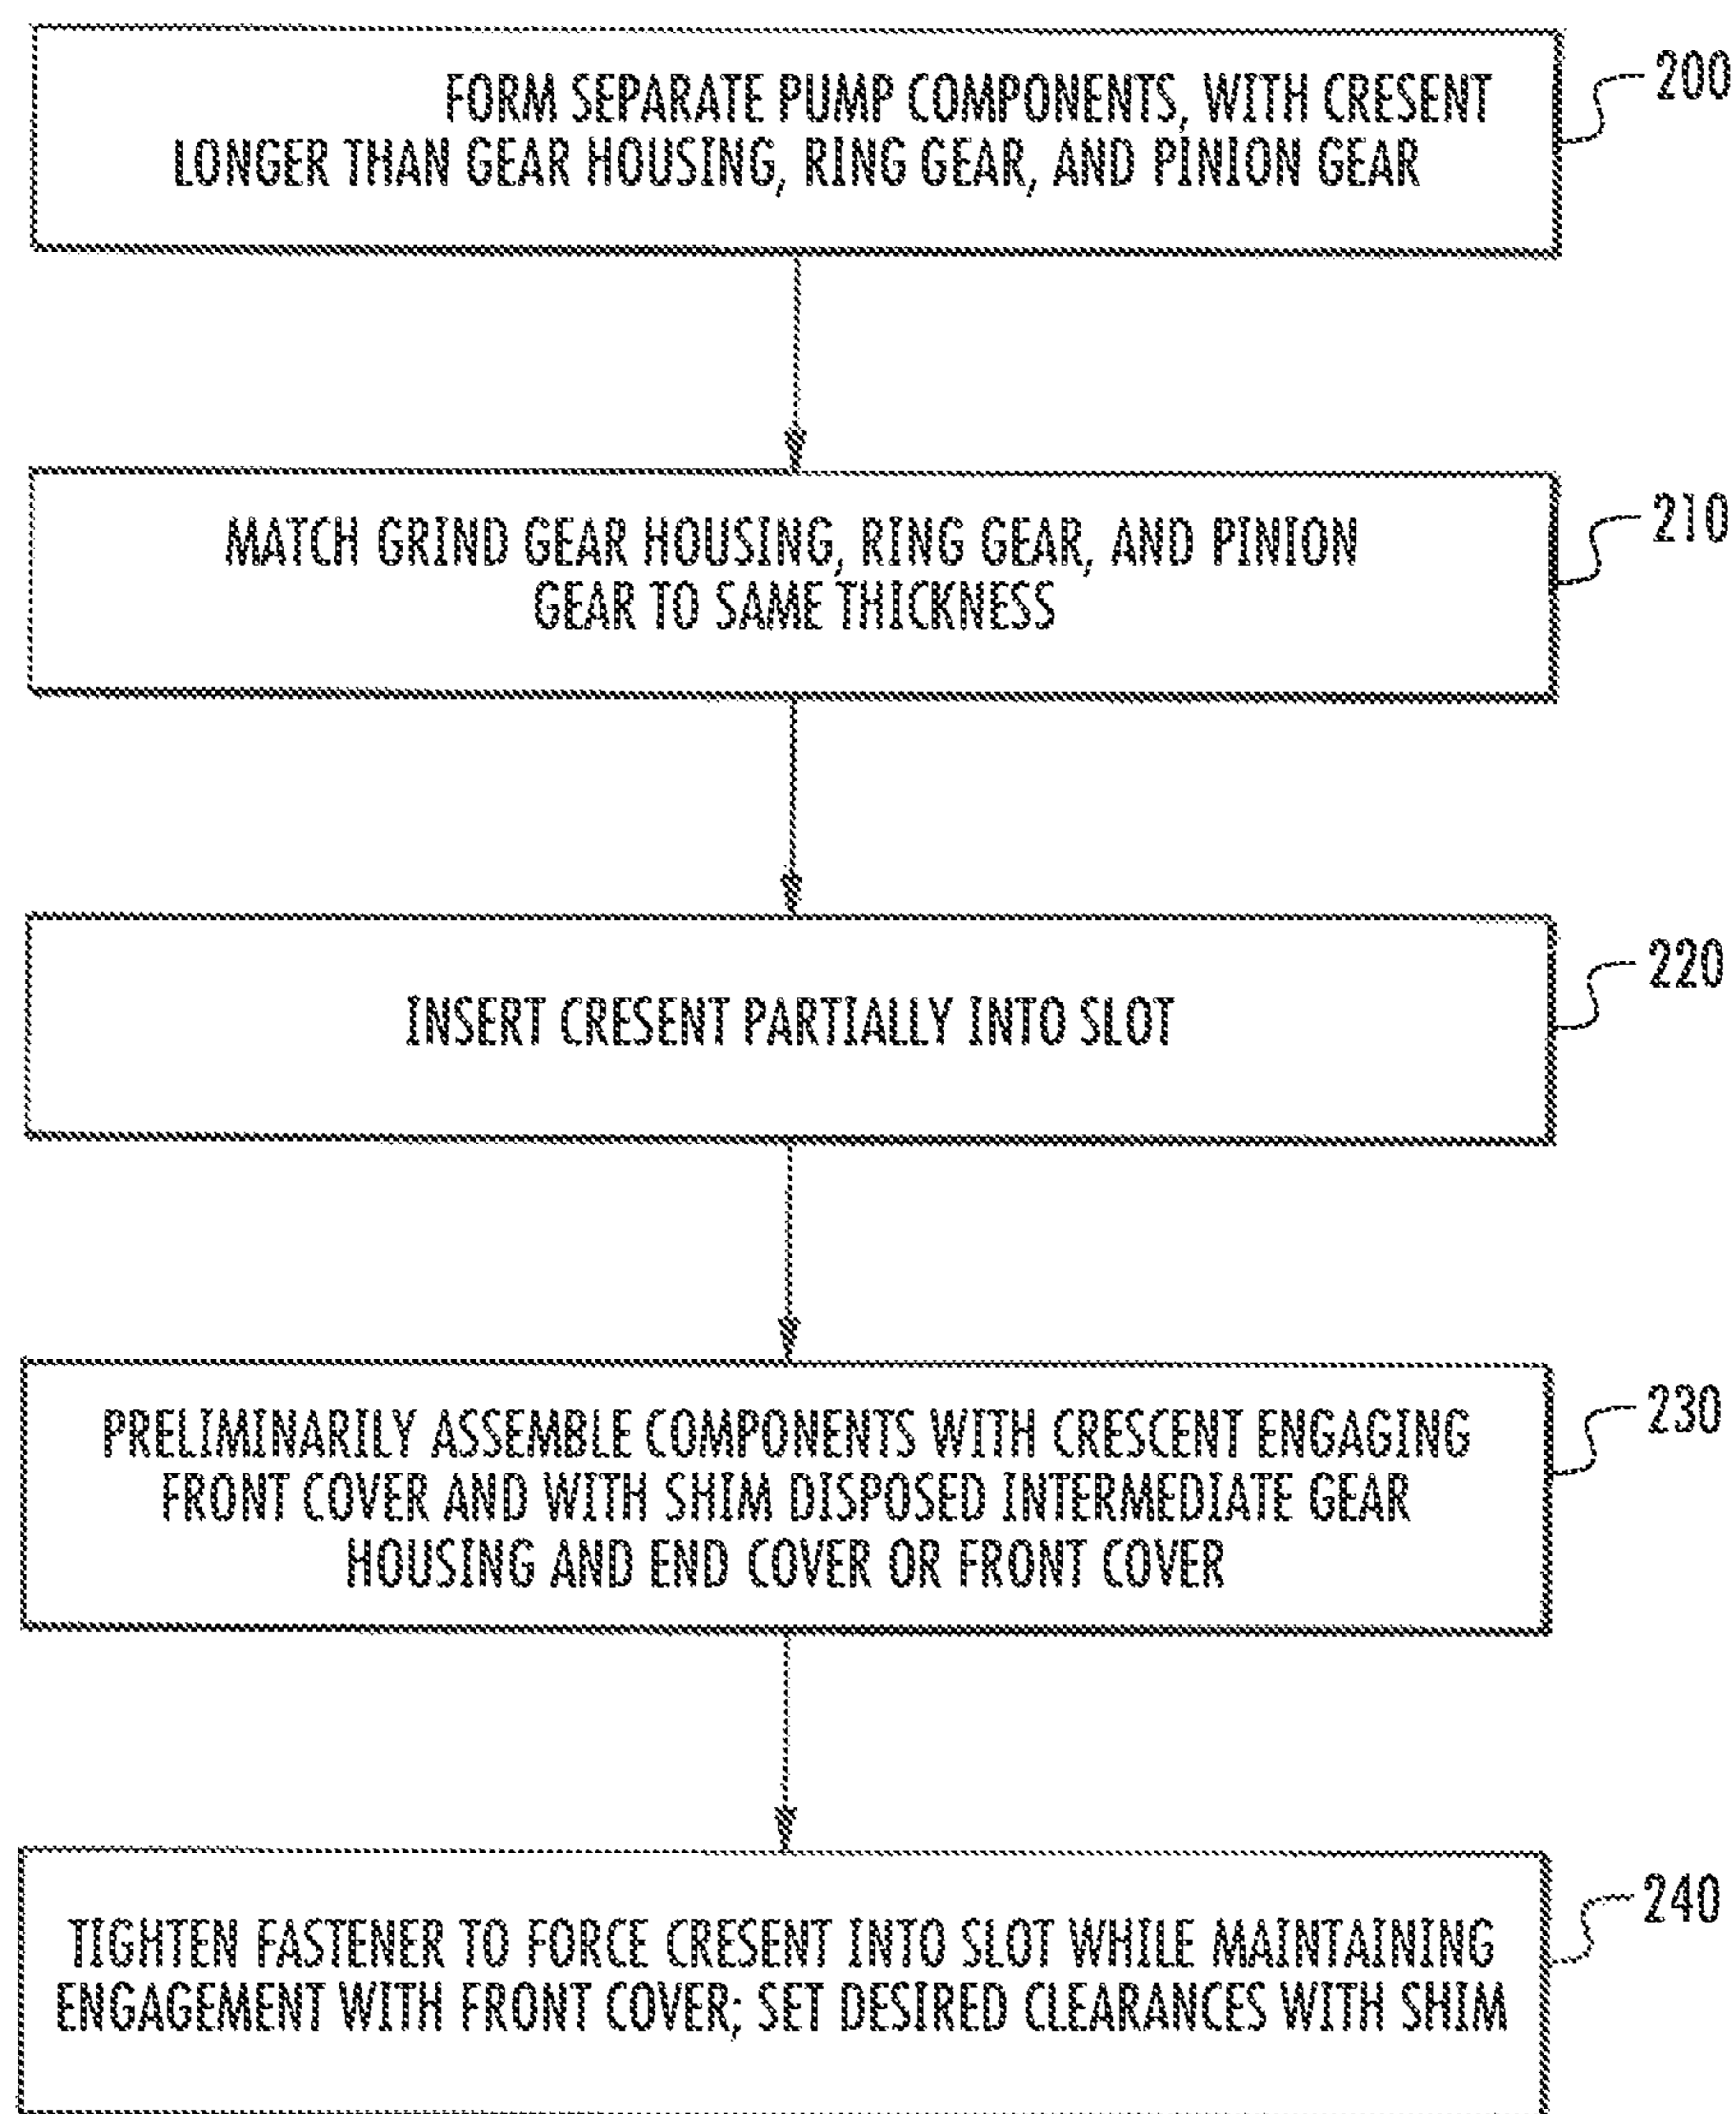 FORM SEPARATE PUMP COMPONENTS, WITH CRESENT
LONGER THAN GEAR HOUSING, RING GEAR, AND PINION GEAR
200
MATCH GRIND GEAR HOUSING, RING GEAR, AND PINION
GEAR TO SAME THICKNESS
210
INSERT CRESENT PARTIALLY INTO SLOT
220
PRELIMINARILY ASSEMBLE COMPONENTS WITH CRESCENT ENGAGING
FRONT COVER AND WITH SHIM DISPOSED INTERMEDIATE GEAR
HOUSING AND END COVER OR FRONT COVER
230
TIGHTEN FASTENER TO FORCE CRESENT INTO SLOT WHILE MAINTAINING
ENGAGEMENT WITH FRONT COVER; SET DESIRED CLEARANCES WITH SHIM
240